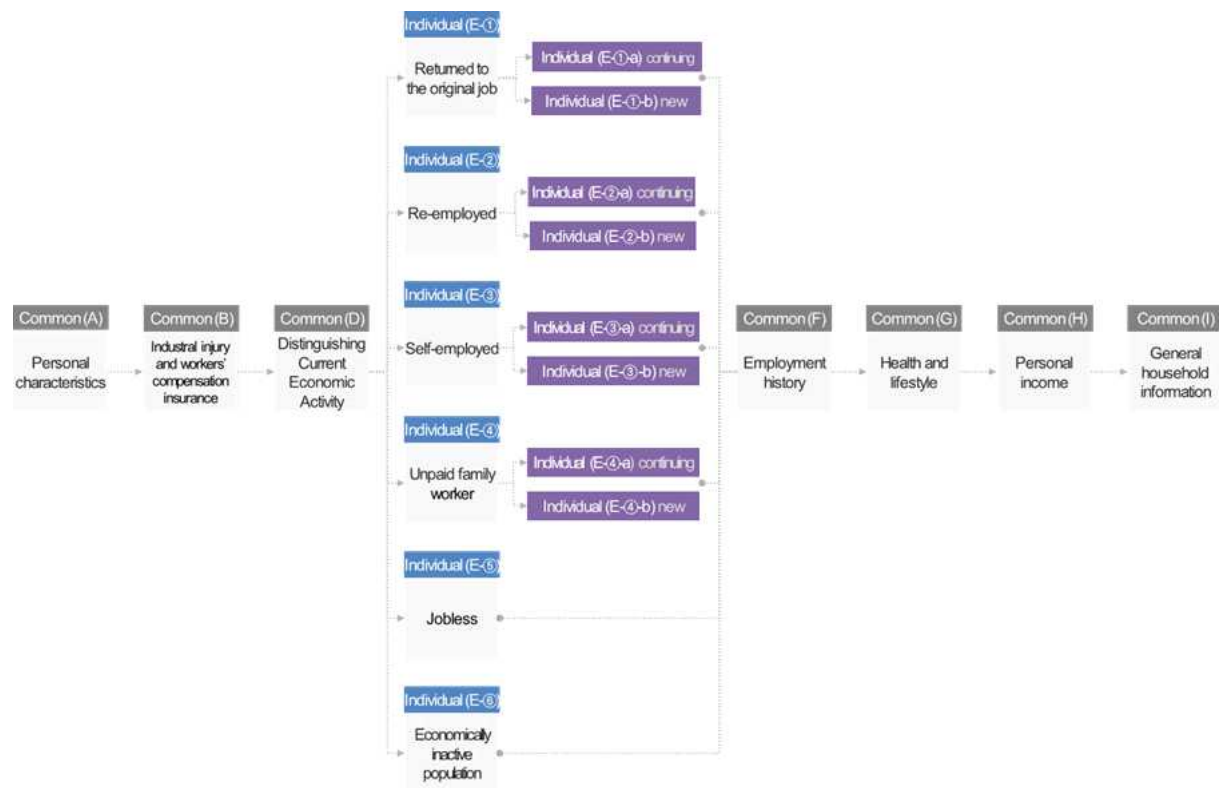 Common (A)
Personal
characteristics
Common (B)
Industrial injury
and workers'
compensation
insurance
Common (D)
Distinguishing
Current
Economic
Activity
Individual (E-①)
Returned to
the original job
Individual (E-①-a) continuing
Individual (E-①-b) new
Individual (E-②)
Re-employed
Individual (E-②-a) continuing
Individual (E-②-b) new
Individual (E-③)
Self-employed
Individual (E-③-a) continuing
Individual (E-③-b) new
Individual (E-④)
Unpaid family
worker
Individual (E-④-a) continuing
Individual (E-④-b) new
Individual (E-⑤)
Jobless
Individual (E-⑥)
Economically
inactive
population
Common (F)
Employment
history
Common (G)
Health and
lifestyle
Common (H)
Personal
income
Common (I)
General
household
information